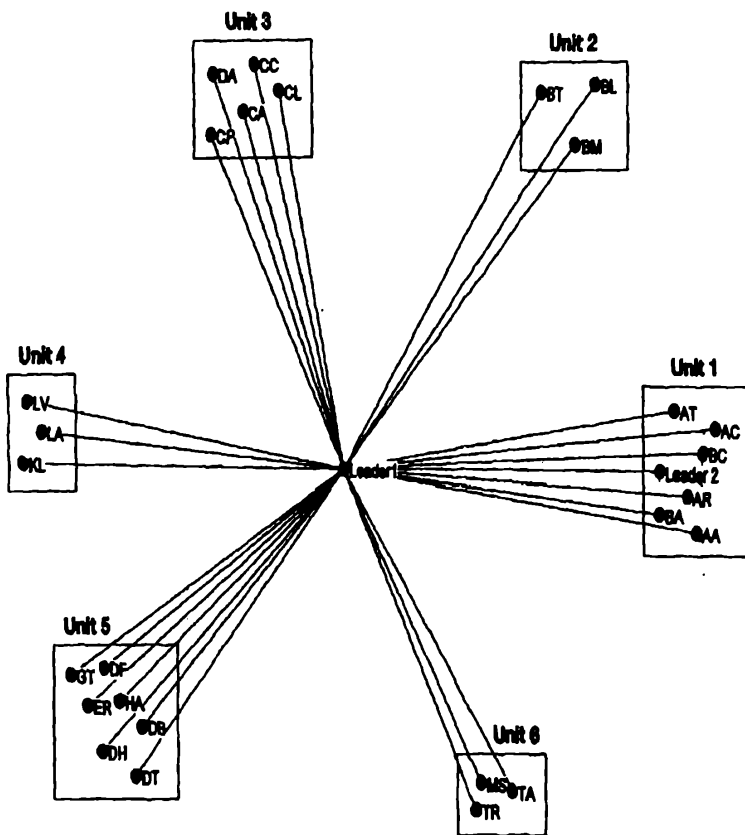 Unit 3
DA
CC
CL
CA
CP
Unit 2
BT
BL
BM
Unit 4
LV
LA
KL
Leader1
Unit 1
AT
AC
BC
Leader 2
AR
BA
AA
Unit 5
GT
DF
ER
HA
DB
DH
DT
Unit 6
MS
TA
TR